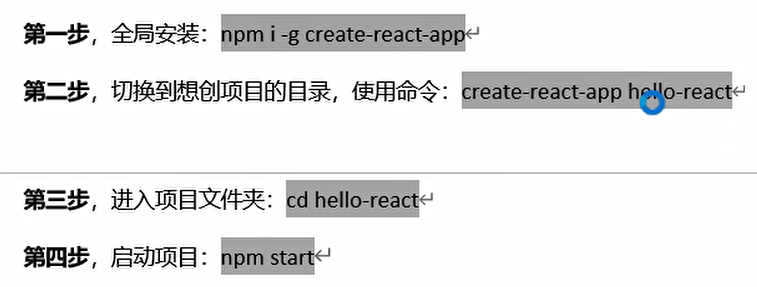 第一步，全局安装：npm i -g create-react-app↵
第二步，切换到想创项目的目录，使用命令：create-react-app hello-react↵
第三步，进入项目文件夹：cd hello-react↵
第四步，启动项目：npm start↵